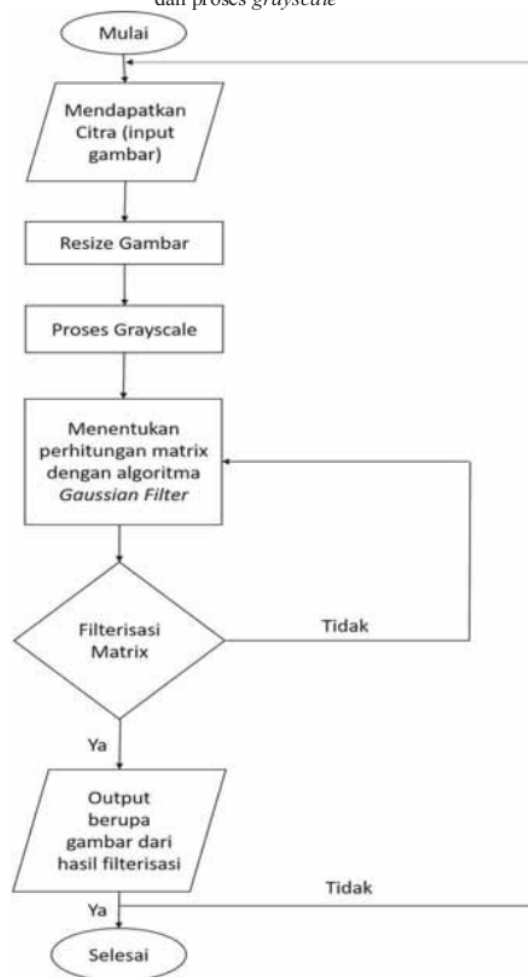 dan proses grayscale
Mulai
Mendapatkan
Citra (input
gambar)
Resize Gambar
Proses Grayscale
Menentukan
perhitungan matrix
dengan algoritma
Gaussian Filter
Filterisasi
Matrix
Tidak
Ya
Output
berupa
gambar dari
hasil filterisasi
Tidak
Ya
Selesai